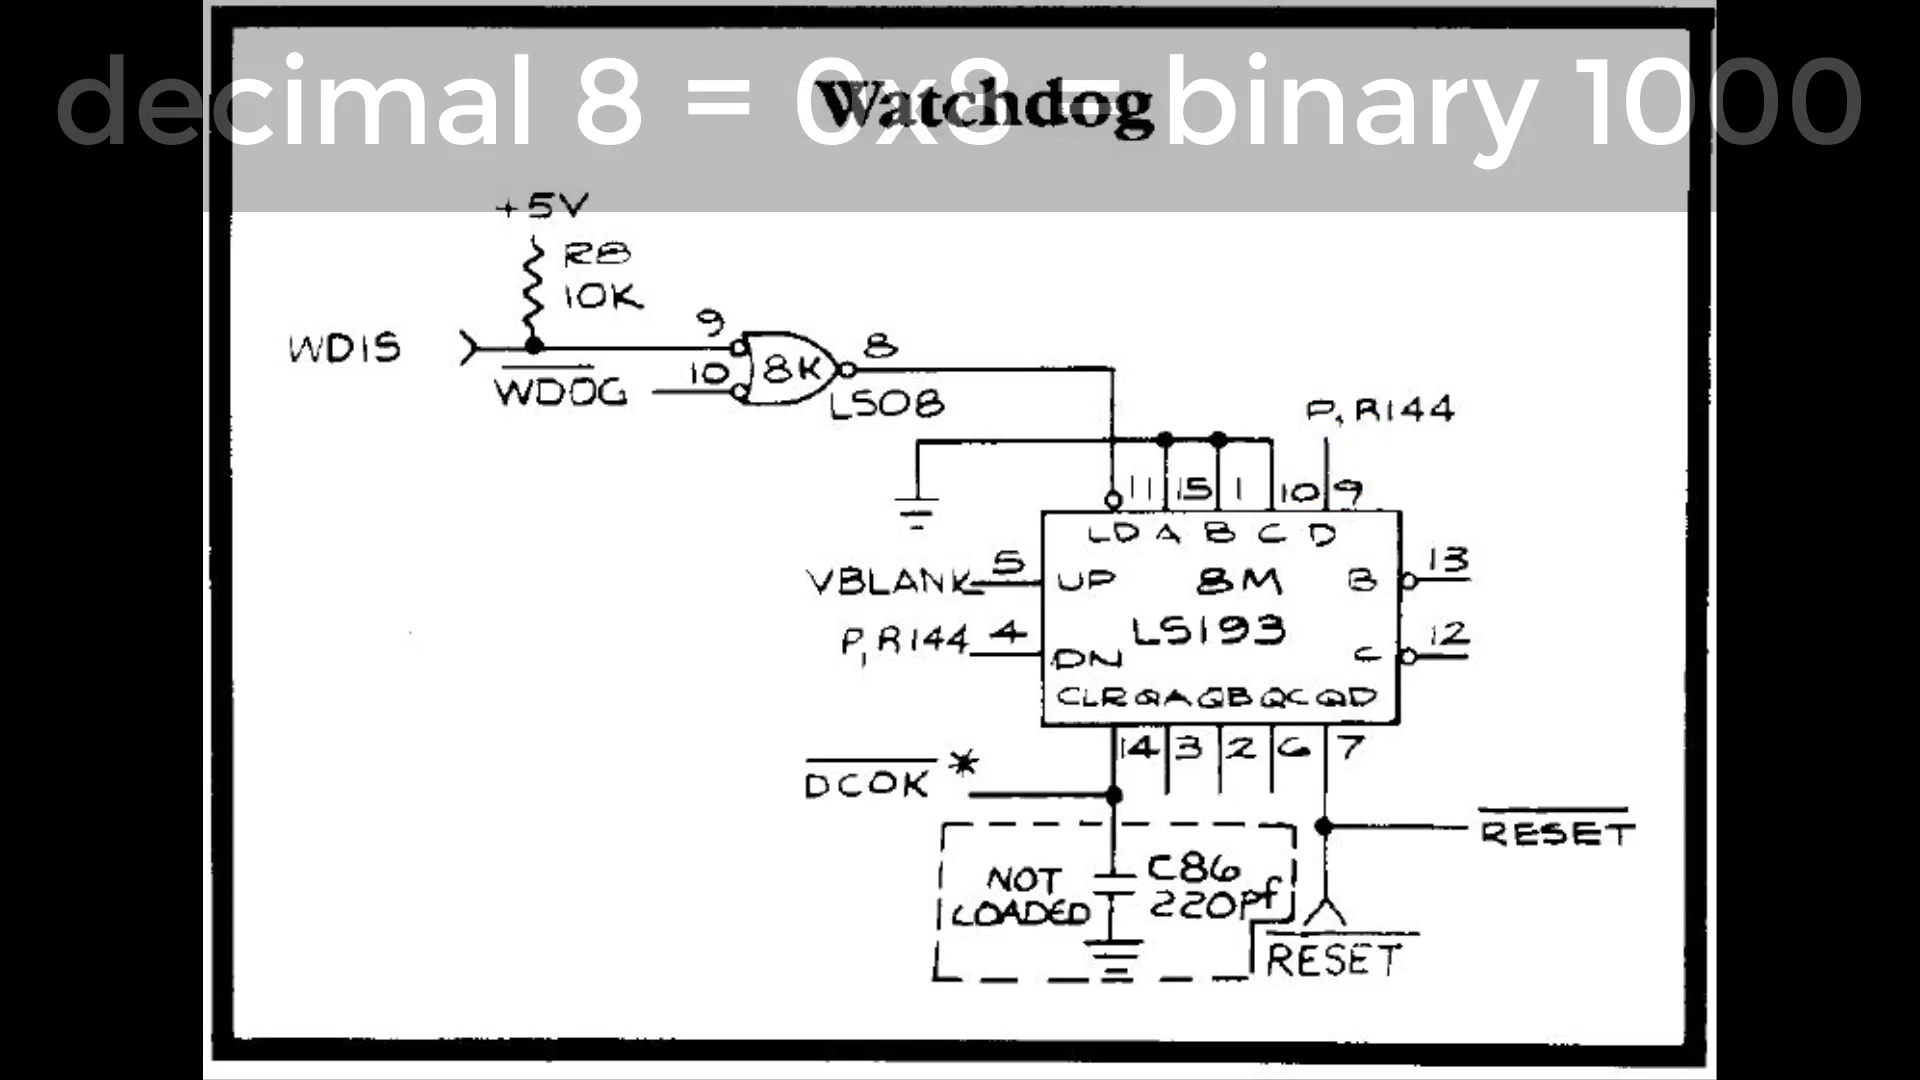 decimal 8 = 0x8 = binary 1000
Watchdog
+5V
R8
10K
WDIS
9
8K
8
WDOG
10
LS08
P, R144
11 15 1 10 9
LD A B C D
VBLANK 5 UP 8M B 13
P, R144 4 DN LS193 C 12
CLR QA QB QC QD
14 3 2 6 7
DCOK *
RESET
NOT LOADED
C86
220pf
RESET